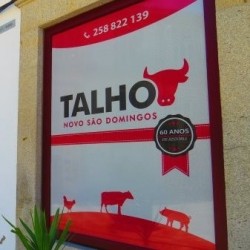 258 822 139
TALHO
NOVO SÃO DOMINGOS
60 ANOS